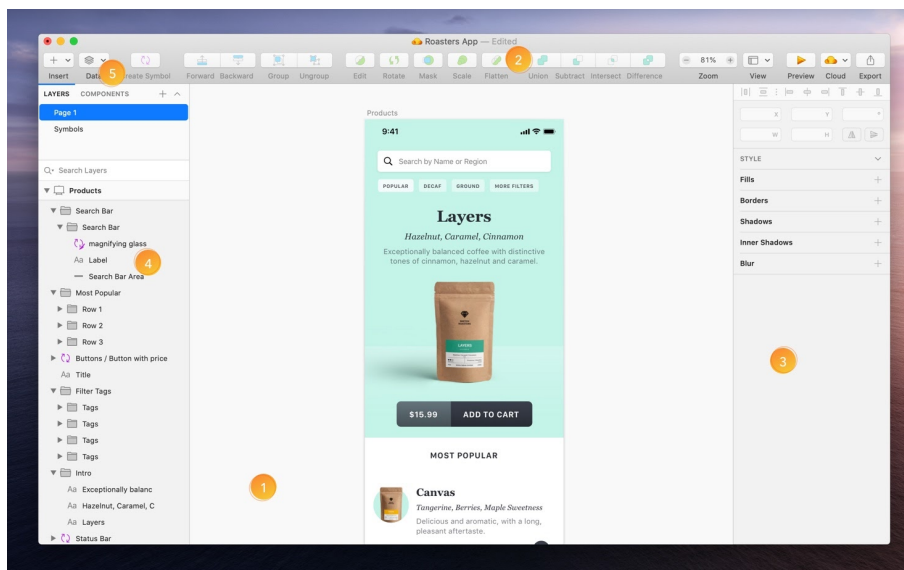 Roasters App — Edited
81%
Insert Data Create Symbol Forward Backward Group Ungroup Edit Rotate Mask Scale Flatten Union Subtract Intersect Difference Zoom View Preview Cloud Export
5
2
LAYERS COMPONENTS
Page 1
Symbols
Search Layers
Products
Search Bar
Search Bar
magnifying glass
Aa Label
4
Search Bar Area
Most Popular
Row 1
Row 2
Row 3
Buttons / Button with price
Aa Title
Filter Tags
Tags
Tags
Tags
Tags
Intro
Aa Exceptionally balanc
Aa Hazelnut, Caramel, C
Aa Layers
Status Bar
1
Products
9:41
Search by Name or Region
POPULAR DECAF GROUND MORE FILTERS
Layers
Hazelnut, Caramel, Cinnamon
Exceptionally balanced coffee with distinctive
tones of cinnamon, hazelnut and caramel.
LAYERS
$15.99 ADD TO CART
MOST POPULAR
Canvas
Tangerine, Berries, Maple Sweetness
Delicious and aromatic, with a long,
pleasant aftertaste.
X Y °
W H
STYLE
Fills
Borders
Shadows
Inner Shadows
Blur
3